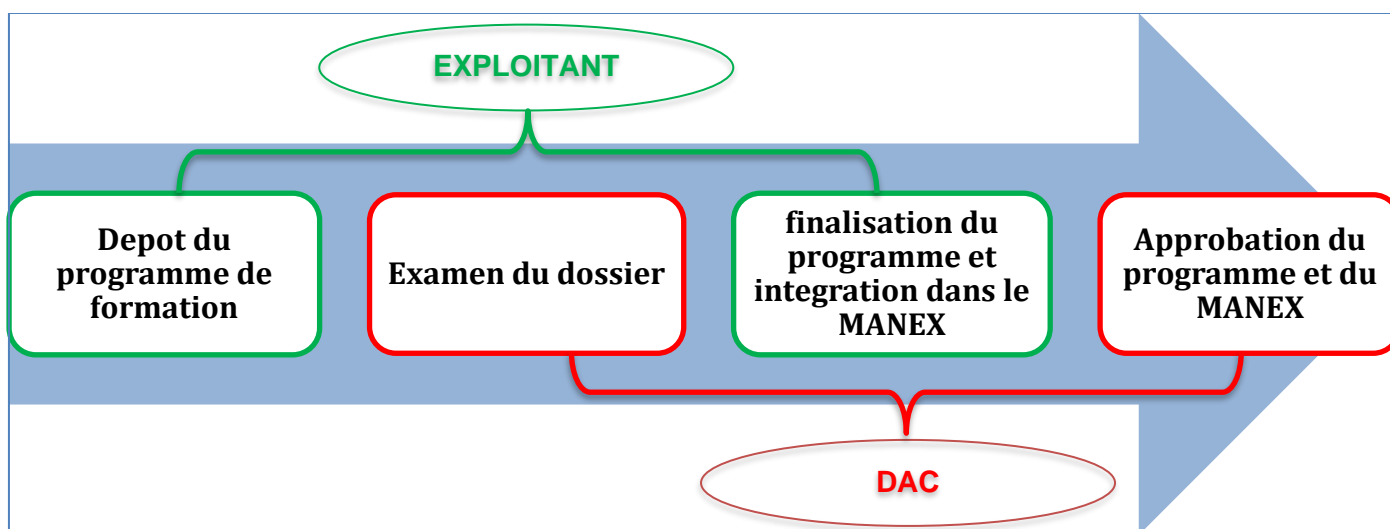 EXPLOITANT
Depot du
programme de
formation
Examen du dossier
finalisation du
programme et
integration dans le
MANEX
Approbation du
programme et du
MANEX
DAC